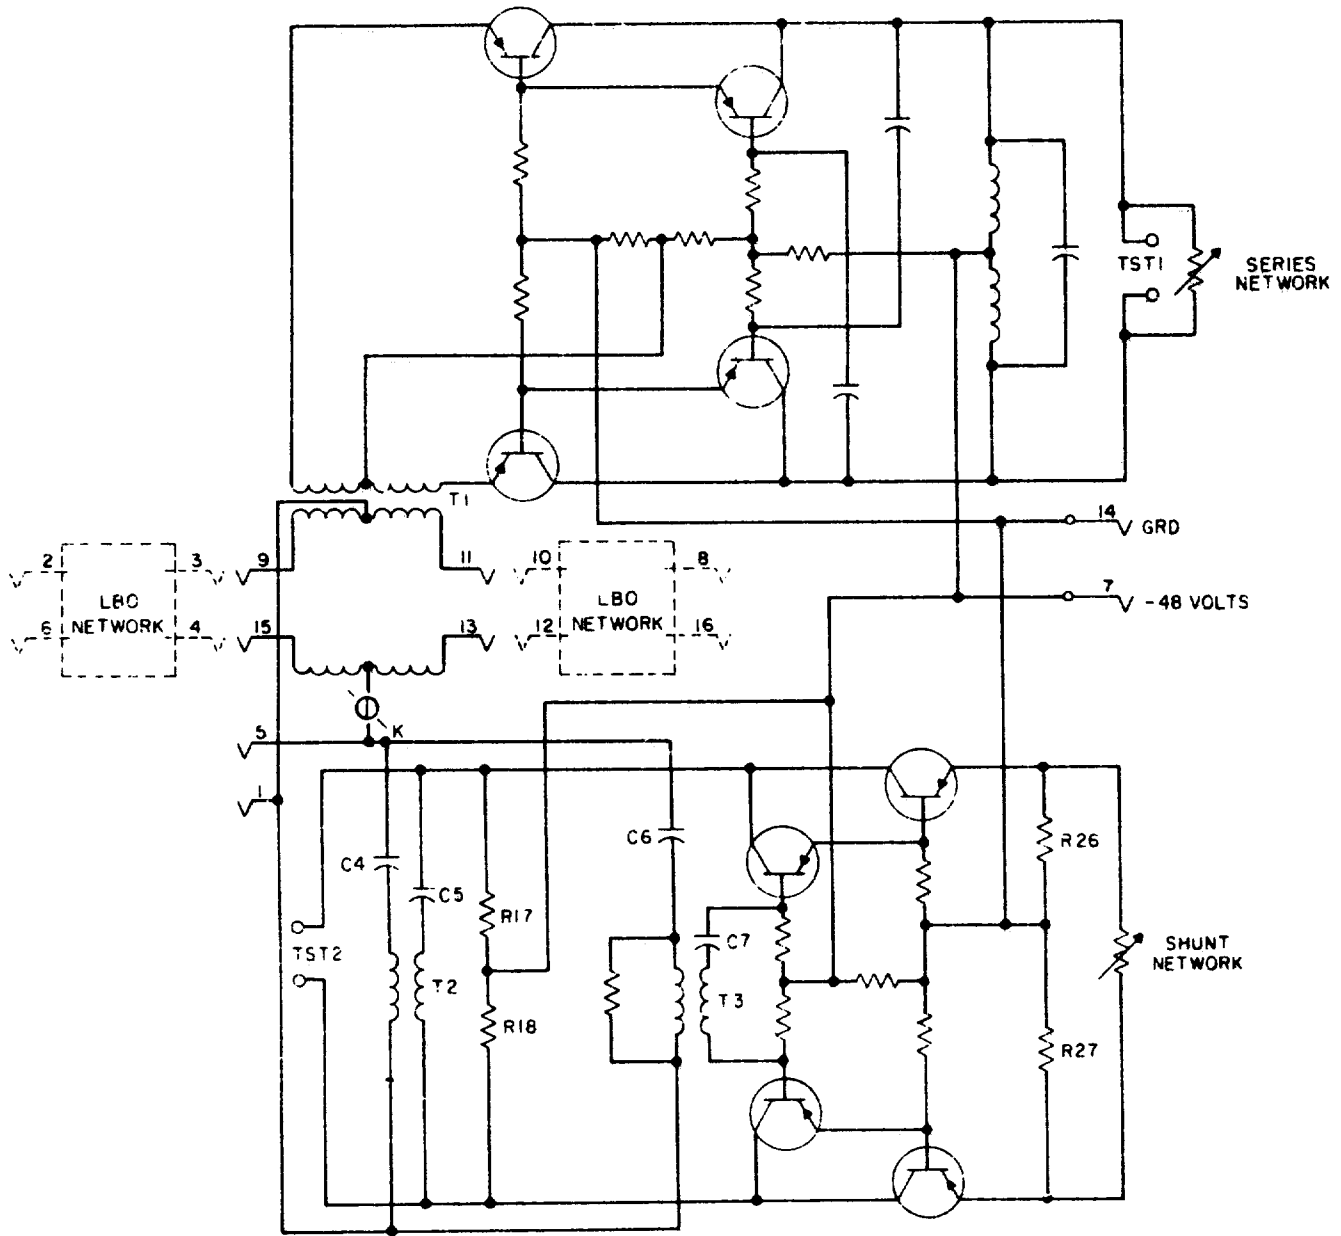 TST1
SERIES
NETWORK
T1
14
GRD
2
3
9
11
10
8
LBO
NETWORK
LBO
NETWORK
7
-48 VOLTS
6
4
15
13
12
16
5
K
1
C4
C5
C6
R17
R26
TST2
T2
C7
T3
SHUNT
NETWORK
R18
R27